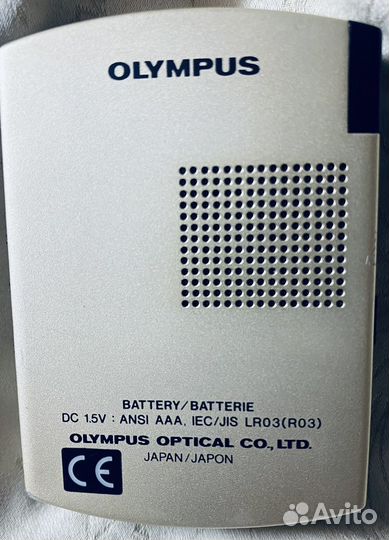 OLYMPUS
BATTERY/BATTERIE
DC 1.5V : ANSI AAA, IEC/JIS LR03(R03)
OLYMPUS OPTICAL CO., LTD.
JAPAN/JAPON
CE
Avito